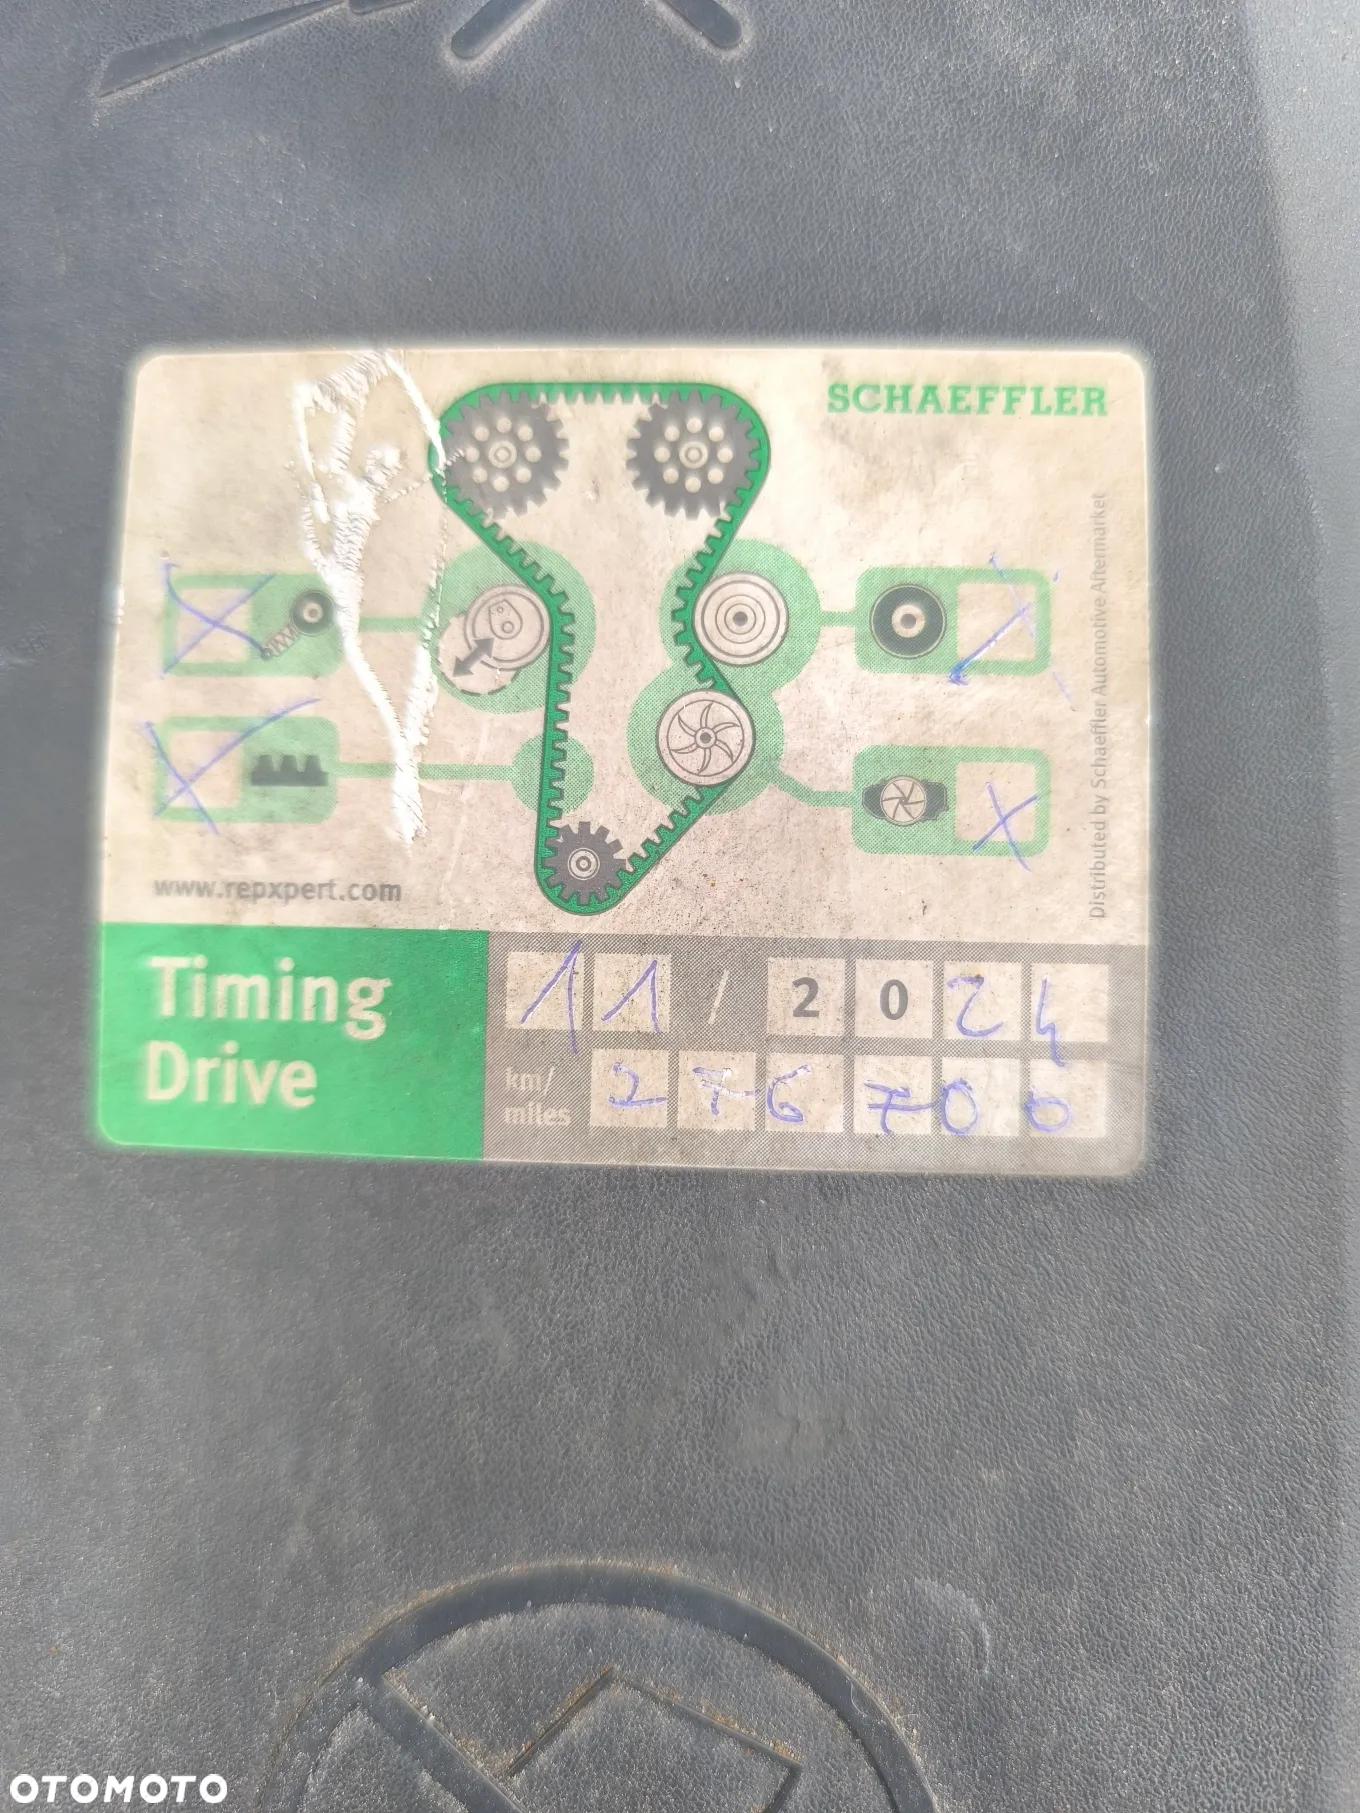 SCHAEFFLER
Distributed by Schaeffler Automotive Aftermarket
www.repxpert.com
Timing
Drive
11 / 2024
km/
miles
276700
OTOMOTO